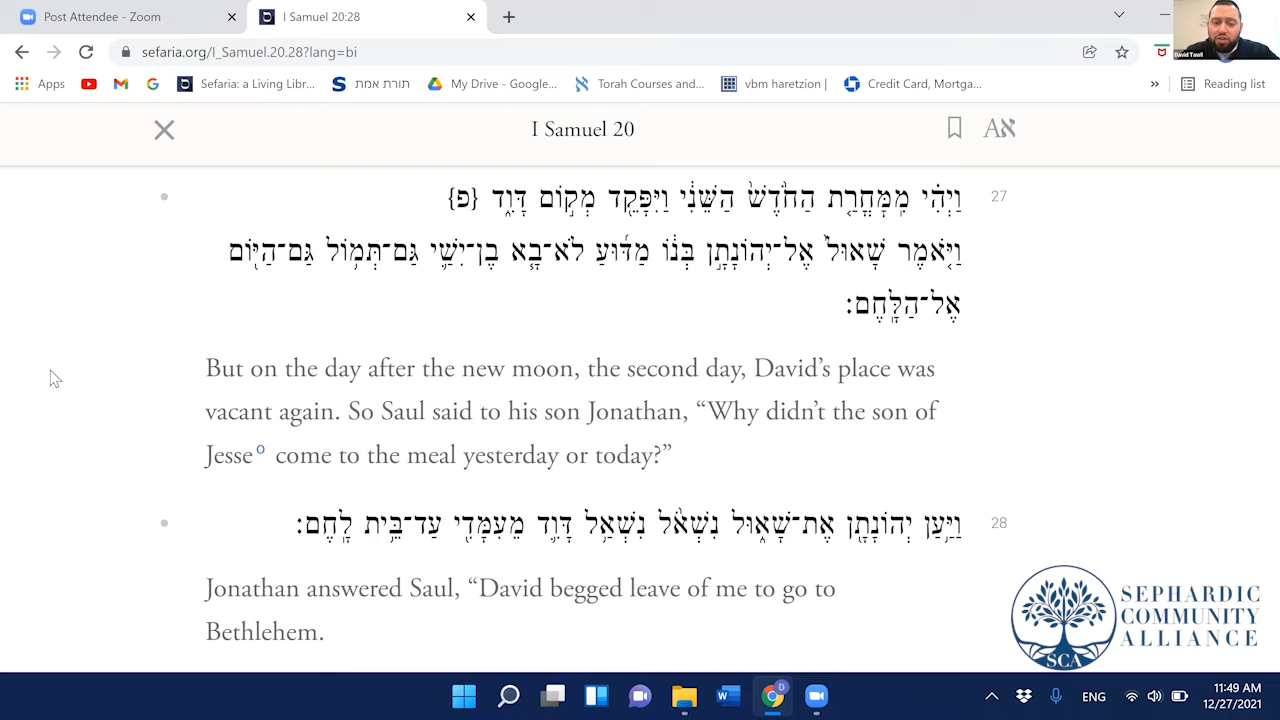 Post Attendee - Zoom
I Samuel 20:28
sefaria.org/I_Samuel.20.28?lang=bi
Apps
Sefaria: a Living Libr...
תורת אמת
My Drive - Google...
Torah Courses and...
vbm haretzion |
Credit Card, Mortga...
»
Reading list
David Tawil
I Samuel 20
Aא
וַיְהִ֗י מִֽמׇּחֳרַ֤ת הַחֹ֙דֶשׁ֙ הַשֵּׁנִ֔י וַיִּפָּקֵ֖ד מְק֣וֹם דָּוִ֑ד {פ}
27
וַיֹּ֤אמֶר שָׁאוּל֙ אֶל־יְהוֹנָתָ֣ן בְּנ֔וֹ מַדּ֜וּעַ לֹא־בָ֧א בֶן־יִשַׁ֛י גַּם־תְּמ֥וֹל גַּם־הַיּ֖וֹם
אֶל־הַלָּֽחֶם׃
But on the day after the new moon, the second day, David’s place was
vacant again. So Saul said to his son Jonathan, “Why didn’t the son of
Jesse° come to the meal yesterday or today?”
וַיַּ֥עַן יְהוֹנָתָ֖ן אֶת־שָׁא֑וּל נִשְׁאֹ֨ל נִשְׁאַ֥ל דָּוִ֛ד מֵעִמָּדִ֖י עַד־בֵּ֥ית לָֽחֶם׃
28
Jonathan answered Saul, “David begged leave of me to go to
Bethlehem.
SEPHARDIC
COMMUNITY
ALLIANCE
SCA
ENG
11:49 AM
12/27/2021